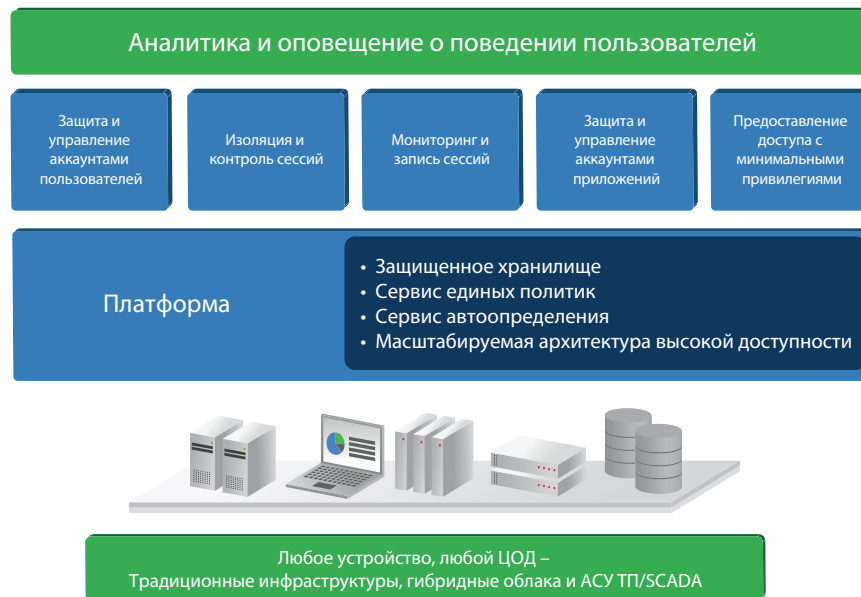 Аналитика и оповещение о поведении пользователей
Защита и
управление
аккаунтами
пользователей
Изоляция и
контроль сессий
Мониторинг и
запись сессий
Защита и
управление
аккаунтами
приложений
Предоставление
доступа с
минимальными
привилегиями
Платформа
• Защищенное хранилище
• Сервис единых политик
• Сервис автоопределения
• Масштабируемая архитектура высокой доступности
Любое устройство, любой ЦОД –
Традиционные инфраструктуры, гибридные облака и АСУ ТП/SCADA